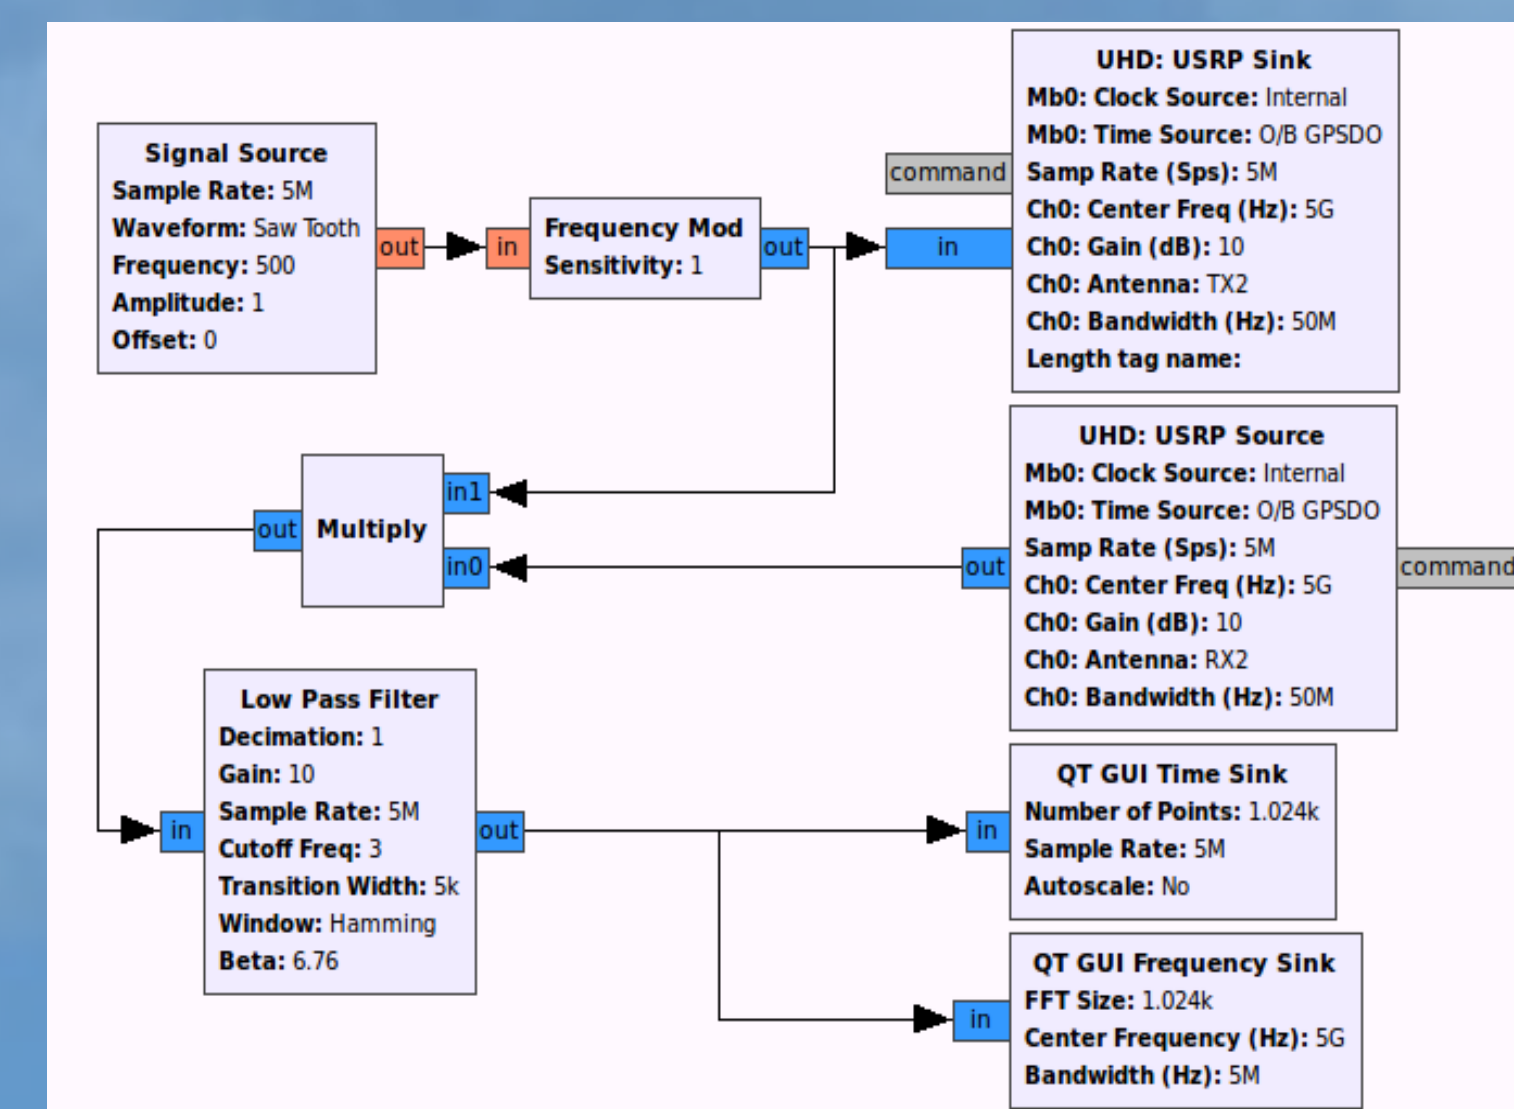 Signal Source
Sample Rate: 5M
Waveform: Saw Tooth
Frequency: 500
Amplitude: 1
Offset: 0
out
in
Frequency Mod
Sensitivity: 1
out
command
in
UHD: USRP Sink
Mb0: Clock Source: Internal
Mb0: Time Source: O/B GPSDO
Samp Rate (Sps): 5M
Ch0: Center Freq (Hz): 5G
Ch0: Gain (dB): 10
Ch0: Antenna: TX2
Ch0: Bandwidth (Hz): 50M
Length tag name:
out
Multiply
in1
in0
out
UHD: USRP Source
Mb0: Clock Source: Internal
Mb0: Time Source: O/B GPSDO
Samp Rate (Sps): 5M
Ch0: Center Freq (Hz): 5G
Ch0: Gain (dB): 10
Ch0: Antenna: RX2
Ch0: Bandwidth (Hz): 50M
command
in
Low Pass Filter
Decimation: 1
Gain: 10
Sample Rate: 5M
Cutoff Freq: 3
Transition Width: 5k
Window: Hamming
Beta: 6.76
out
in
QT GUI Time Sink
Number of Points: 1.024k
Sample Rate: 5M
Autoscale: No
in
QT GUI Frequency Sink
FFT Size: 1.024k
Center Frequency (Hz): 5G
Bandwidth (Hz): 5M